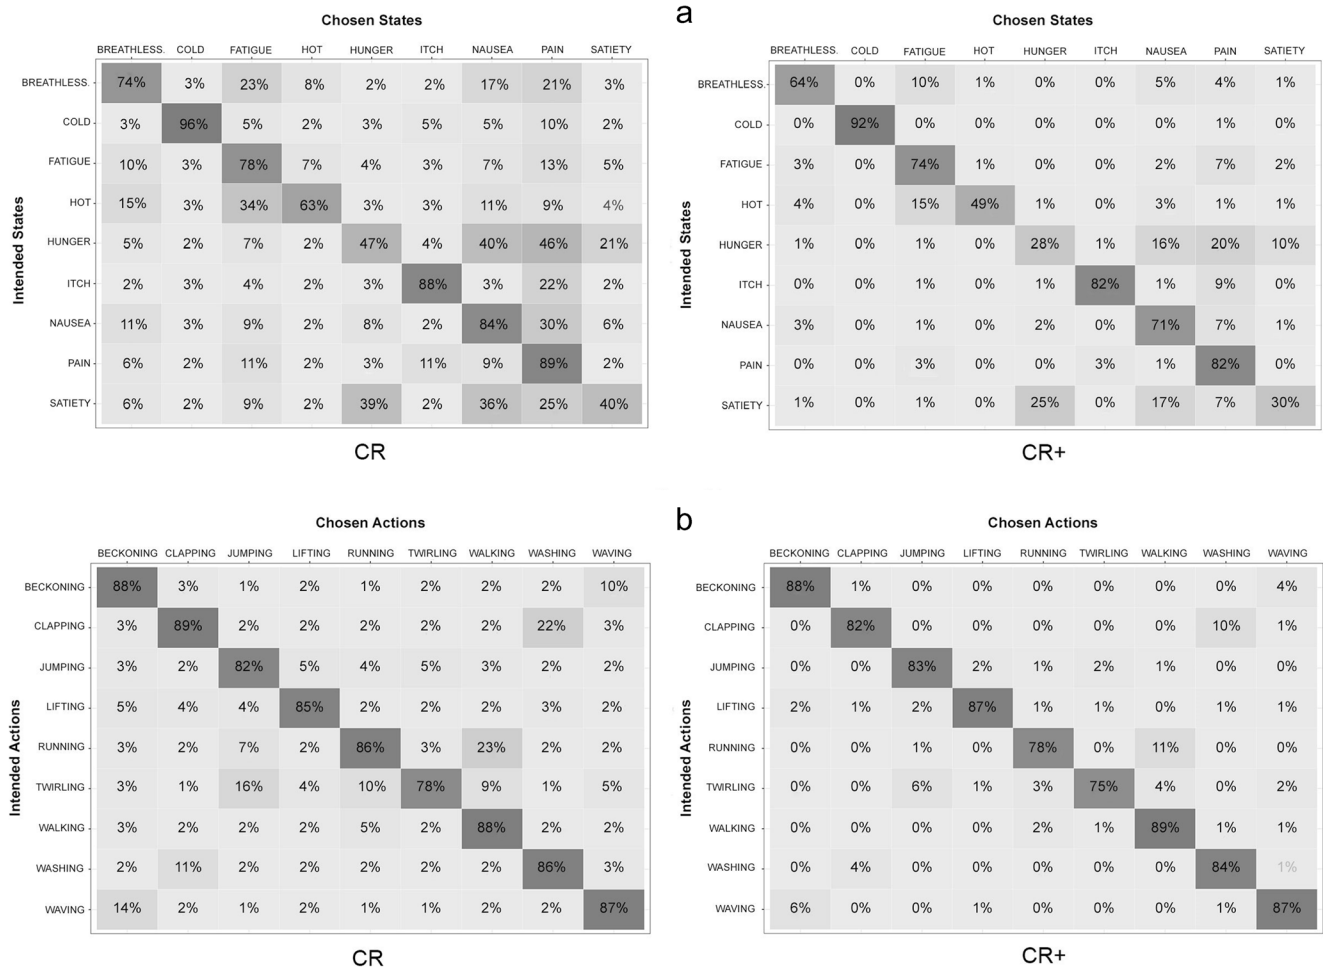 a
Chosen States
BREATHLESS. COLD FATIGUE HOT HUNGER ITCH NAUSEA PAIN SATIETY
Intended States
BREATHLESS. 74% 3% 23% 8% 2% 2% 17% 21% 3%
COLD 3% 96% 5% 2% 3% 5% 5% 10% 2%
FATIGUE 10% 3% 78% 7% 4% 3% 7% 13% 5%
HOT 15% 3% 34% 63% 3% 3% 11% 9% 4%
HUNGER 5% 2% 7% 2% 47% 4% 40% 46% 21%
ITCH 2% 3% 4% 2% 3% 88% 3% 22% 2%
NAUSEA 11% 3% 9% 2% 8% 2% 84% 30% 6%
PAIN 6% 2% 11% 2% 3% 11% 9% 89% 2%
SATIETY 6% 2% 9% 2% 39% 2% 36% 25% 40%
CR
Chosen States
BREATHLESS. COLD FATIGUE HOT HUNGER ITCH NAUSEA PAIN SATIETY
Intended States
BREATHLESS. 64% 0% 10% 1% 0% 0% 5% 4% 1%
COLD 0% 92% 0% 0% 0% 0% 0% 1% 0%
FATIGUE 3% 0% 74% 1% 0% 0% 2% 7% 2%
HOT 4% 0% 15% 49% 1% 0% 3% 1% 1%
HUNGER 1% 0% 1% 0% 28% 1% 16% 20% 10%
ITCH 0% 0% 1% 0% 1% 82% 1% 9% 0%
NAUSEA 3% 0% 1% 0% 2% 0% 71% 7% 1%
PAIN 0% 0% 3% 0% 0% 3% 1% 82% 0%
SATIETY 1% 0% 1% 0% 25% 0% 17% 7% 30%
CR+
b
Chosen Actions
BECKONING CLAPPING JUMPING LIFTING RUNNING TWIRLING WALKING WASHING WAVING
Intended Actions
BECKONING 88% 3% 1% 2% 1% 2% 2% 2% 10%
CLAPPING 3% 89% 2% 2% 2% 2% 2% 22% 3%
JUMPING 3% 2% 82% 5% 4% 5% 3% 2% 2%
LIFTING 5% 4% 4% 85% 2% 2% 2% 3% 2%
RUNNING 3% 2% 7% 2% 86% 3% 23% 2% 2%
TWIRLING 3% 1% 16% 4% 10% 78% 9% 1% 5%
WALKING 3% 2% 2% 2% 5% 2% 88% 2% 2%
WASHING 2% 11% 2% 2% 2% 2% 2% 86% 3%
WAVING 14% 2% 1% 2% 1% 1% 2% 2% 87%
CR
Chosen Actions
BECKONING CLAPPING JUMPING LIFTING RUNNING TWIRLING WALKING WASHING WAVING
Intended Actions
BECKONING 88% 1% 0% 0% 0% 0% 0% 0% 4%
CLAPPING 0% 82% 0% 0% 0% 0% 0% 10% 1%
JUMPING 0% 0% 83% 2% 1% 2% 1% 0% 0%
LIFTING 2% 1% 2% 87% 1% 1% 0% 1% 1%
RUNNING 0% 0% 1% 0% 78% 0% 11% 0% 0%
TWIRLING 0% 0% 6% 1% 3% 75% 4% 0% 2%
WALKING 0% 0% 0% 0% 2% 1% 89% 1% 1%
WASHING 0% 4% 0% 0% 0% 0% 0% 84% 1%
WAVING 6% 0% 0% 1% 0% 0% 0% 1% 87%
CR+